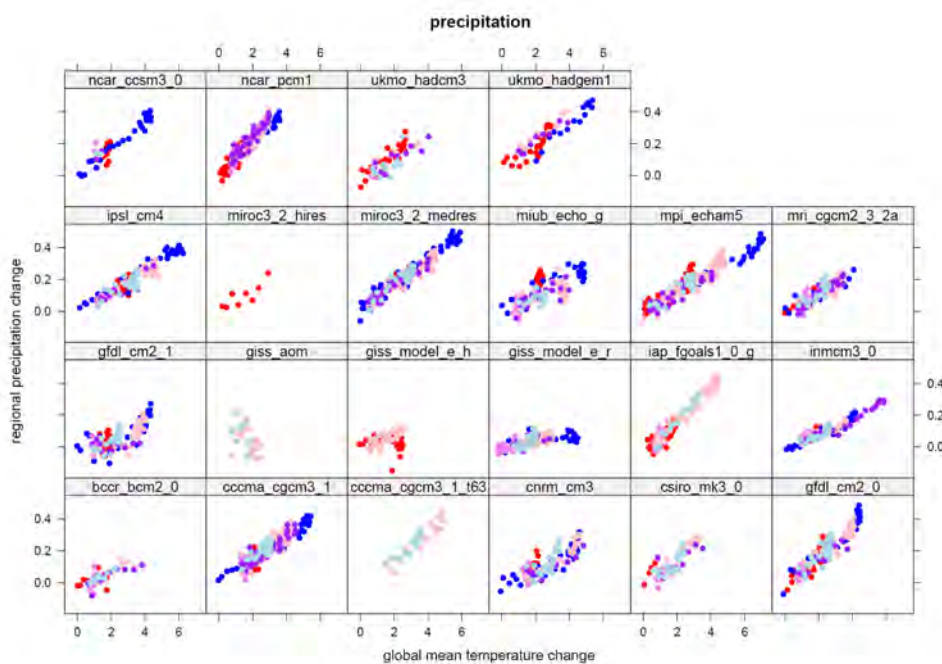 precipitation
0 2 4 6 0 2 4 6
ncar_ccsm3_0 ncar_pcm1 ukmo_hadcm3 ukmo_hadgem1
0.4
0.2
0.0
ipsl_cm4 miroc3_2_hires miroc3_2_medres miub_echo_g mpi_echam5 mri_cgcm2_3_2a
0.4
0.2
0.0
gfdl_cm2_1 giss_aom giss_model_e_h giss_model_e_r iap_fgoals1_0_g inmcm3_0
0.4
0.2
0.0
bccr_bcm2_0 cccma_cgcm3_1 cccma_cgcm3_1_t63 cnrm_cm3 csiro_mk3_0 gfdl_cm2_0
0.4
0.2
0.0
0 2 4 6 0 2 4 6 0 2 4 6
regional precipitation change
global mean temperature change